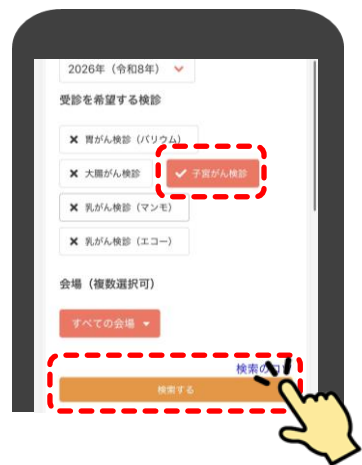 2026年（令和8年）
受診を希望する検診
✕ 胃がん検診（バリウム）
✕ 大腸がん検診 ✓ 子宮がん検診
✕ 乳がん検診（マンモ）
✕ 乳がん検診（エコー）
会場（複数選択可）
すべての会場
検索の
検索する